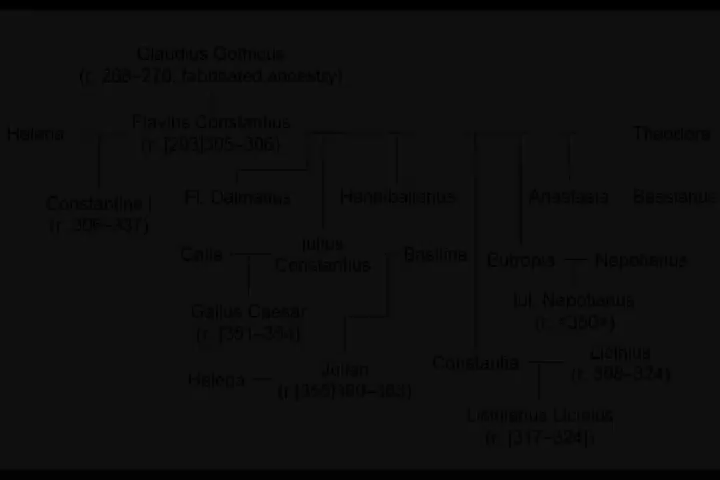 Claudius Gothicus
(r. 268–270, fabricated ancestry)
Helena
Flavius Constantius
(r. [293]305–306)
Theodora
Constantine I
(r. 306–337)
Fl. Dalmatius
Hannibalianus
Anastasia
Bassianus
Galla
Iulius
Constantius
Basilina
Eutropia
Nepotianus
Gallus Caesar
(r. [351–354])
Iul. Nepotianus
(r. <350>)
Helena
Julian
(r.[355]360–363)
Constantia
Licinius
(r. 308–324)
Licinianus Licinius
(r. [317–324])